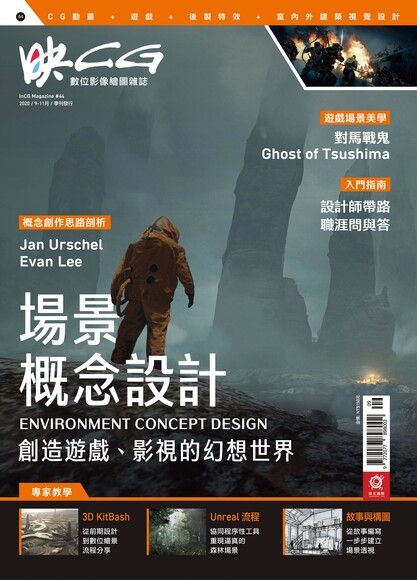 44
CG動畫 + 遊戲 + 後製特效 + 室內外建築視覺設計
映CG
數位影像繪圖雜誌
InCG Magazine #44
2020 / 9-11月 / 季刊發行
遊戲場景美學
對馬戰鬼
Ghost of Tsushima
入門指南
設計師帶路
職涯問與答
概念創作思路剖析
Jan Urschel
Evan Lee
場景
概念設計
ENVIRONMENT CONCEPT DESIGN
創造遊戲、影視的幻想世界
09
專家教學
3D KitBash
從前期設計
到數位繪景
流程分享
Unreal 流程
協同程序性工具
重現逼真的
森林場景
故事與構圖
從故事編寫
一步步建立
場景透視